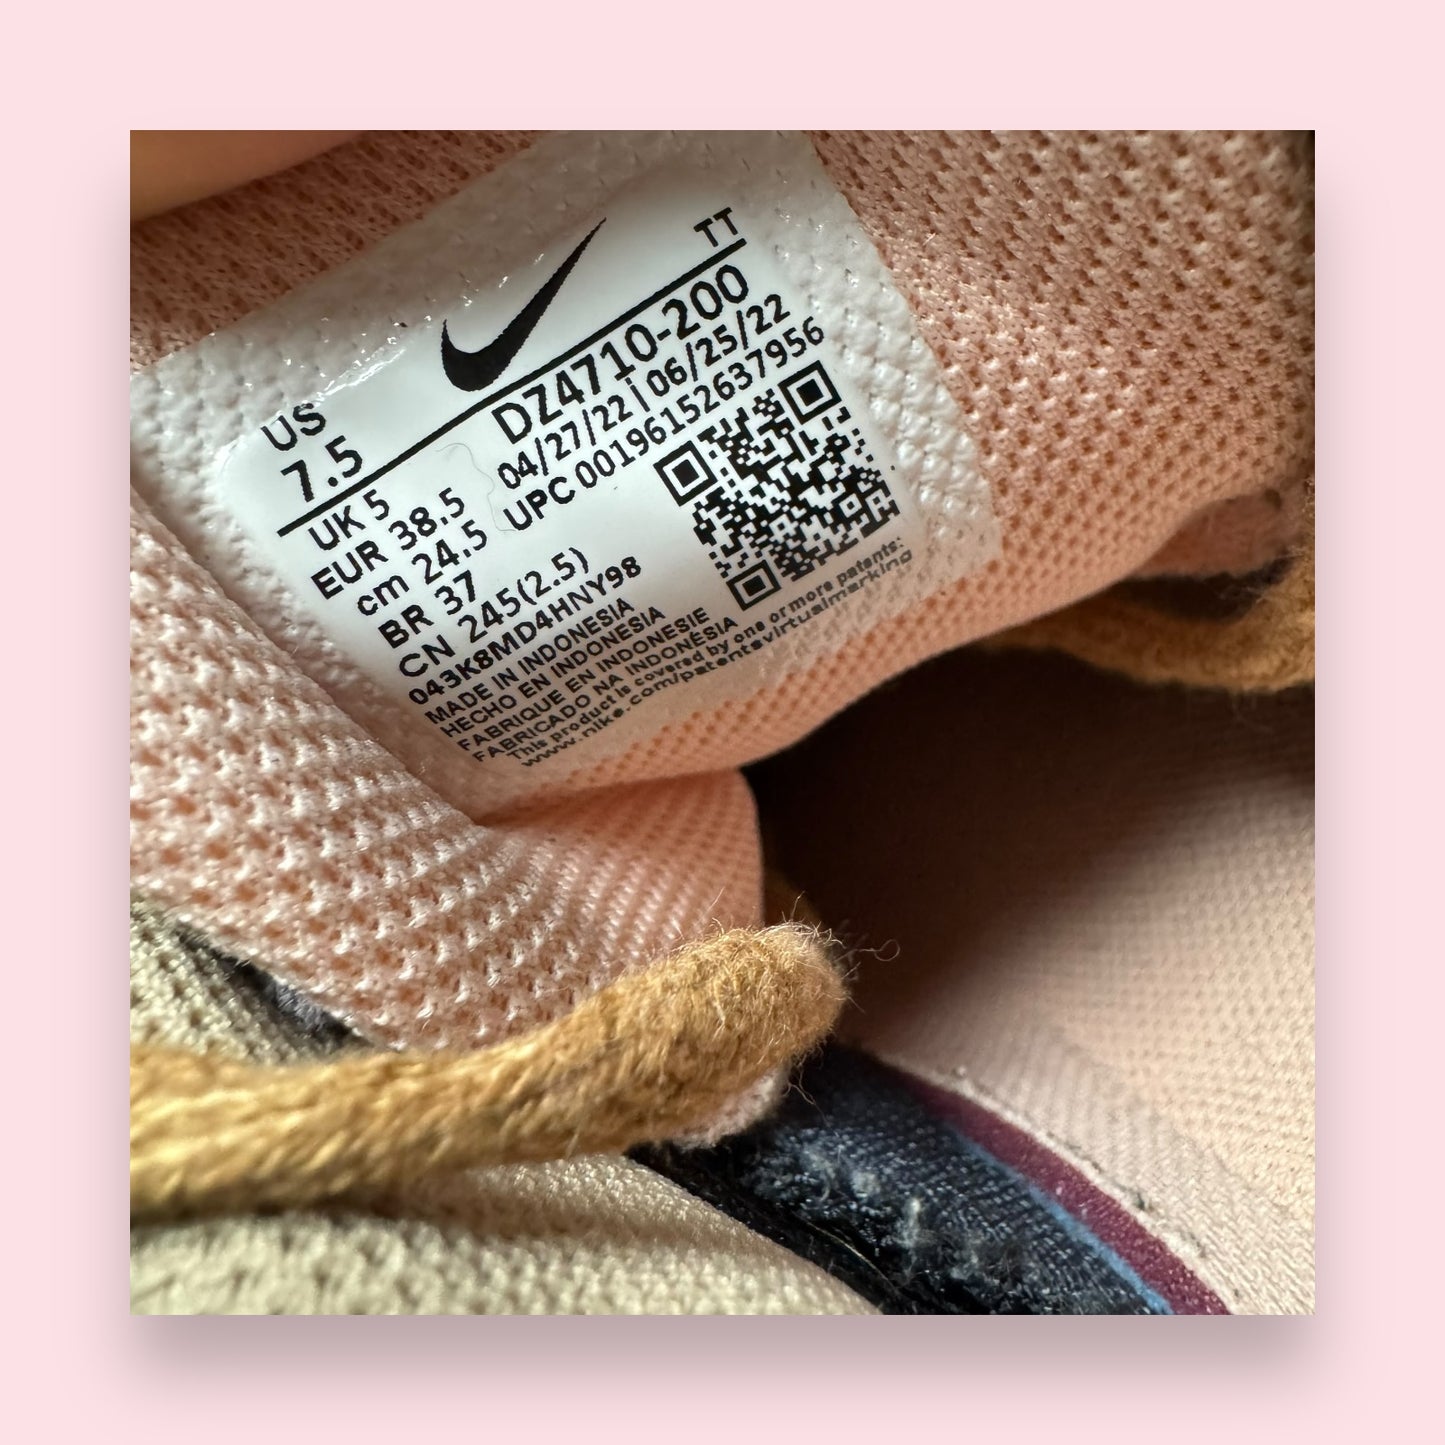 TT
US
7.5
DZ4710-200
04/27/22 | 06/25/22
UPC 00196152637956
UK 5
EUR 38.5
cm 24.5
BR 37
CN 245(2.5)
043K8MD4HNY98
MADE IN INDONESIA
HECHO EN INDONESIA
FABRIQUE EN INDONESIE
FABRICADO NA INDONÉSIA
This product is covered by one or more patents:
www.nike.com/patentsvirtualmarking